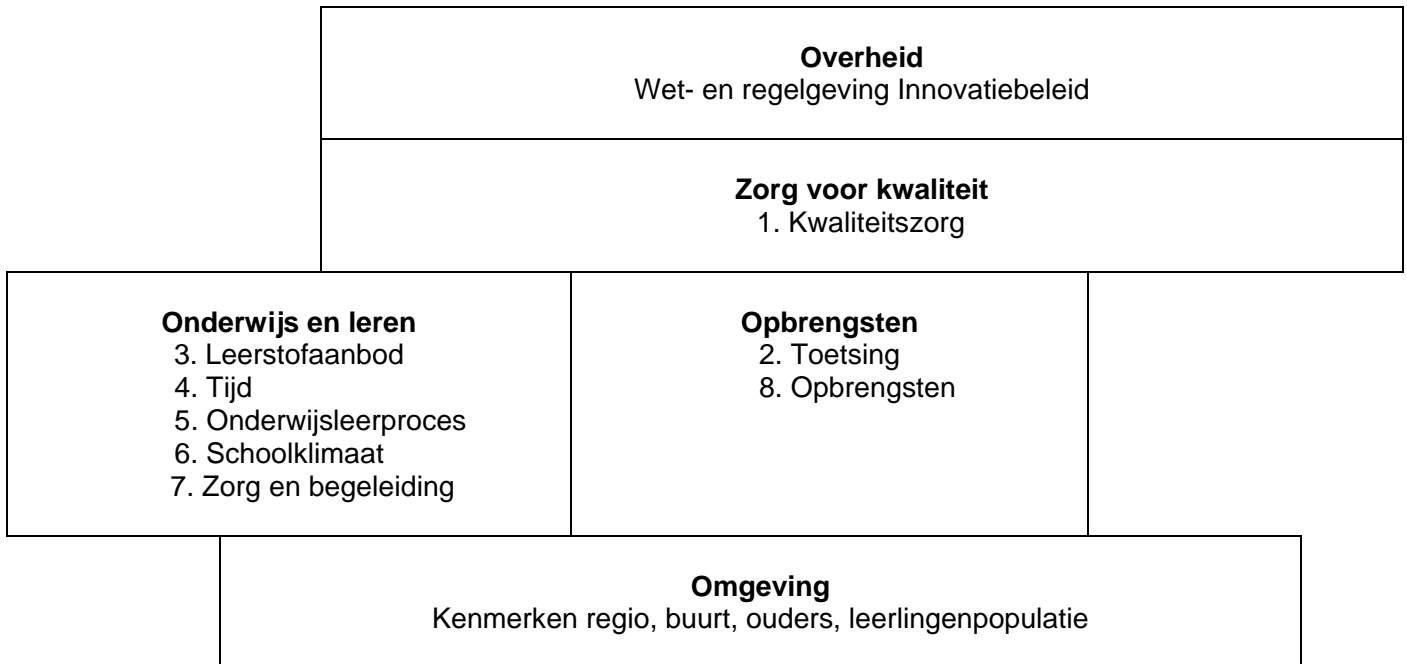 Overheid
Wet- en regelgeving Innovatiebeleid
Zorg voor kwaliteit
1. Kwaliteitszorg
Onderwijs en leren
3. Leerstofaanbod
4. Tijd
5. Onderwijsleerproces
6. Schoolklimaat
7. Zorg en begeleiding
Opbrengsten
2. Toetsing
8. Opbrengsten
Omgeving
Kenmerken regio, buurt, ouders, leerlingenpopulatie